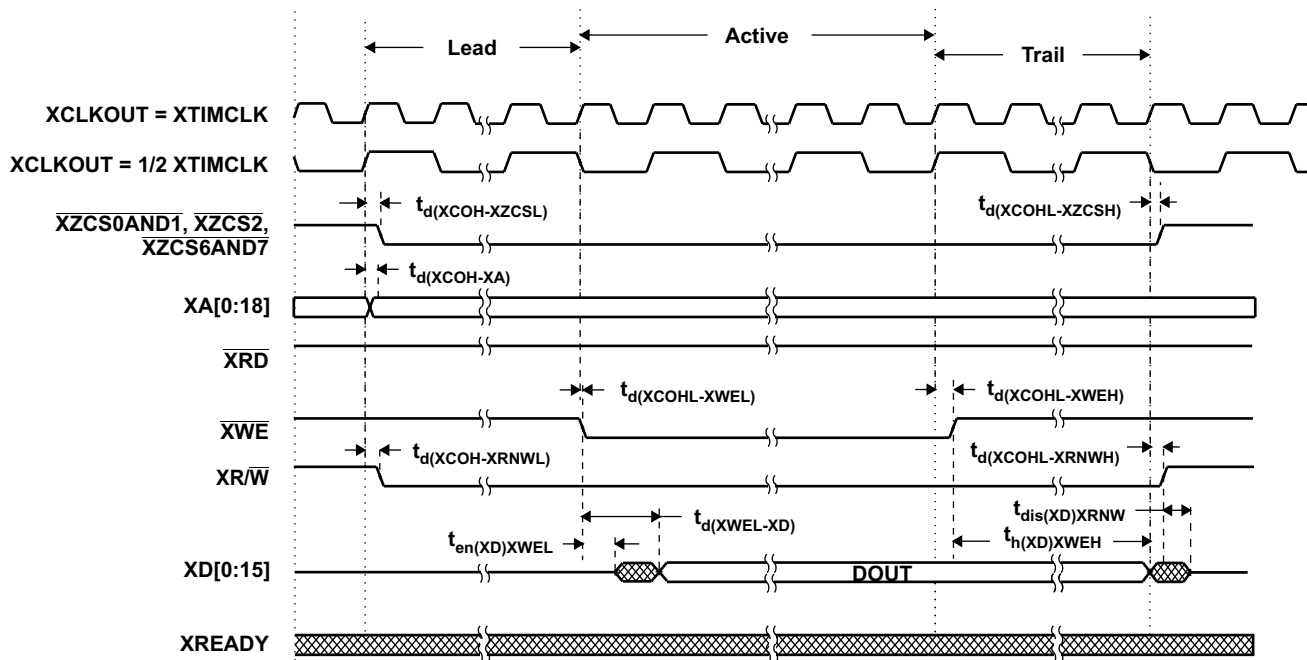 Lead
Active
Trail
XCLKOUT = XTIMCLK
XCLKOUT = 1/2 XTIMCLK
td(XCOH-XZCSL)
td(XCOHL-XZCSH)
XZCS0AND1, XZCS2,
XZCS6AND7
td(XCOH-XA)
XA[0:18]
XRD
td(XCOHL-XWEL)
td(XCOHL-XWEH)
XWE
td(XCOH-XRNWL)
td(XCOHL-XRNWH)
XR/W
tdis(XD)XRNW
td(XWEL-XD)
ten(XD)XWEL
th(XD)XWEH
XD[0:15]
DOUT
XREADY